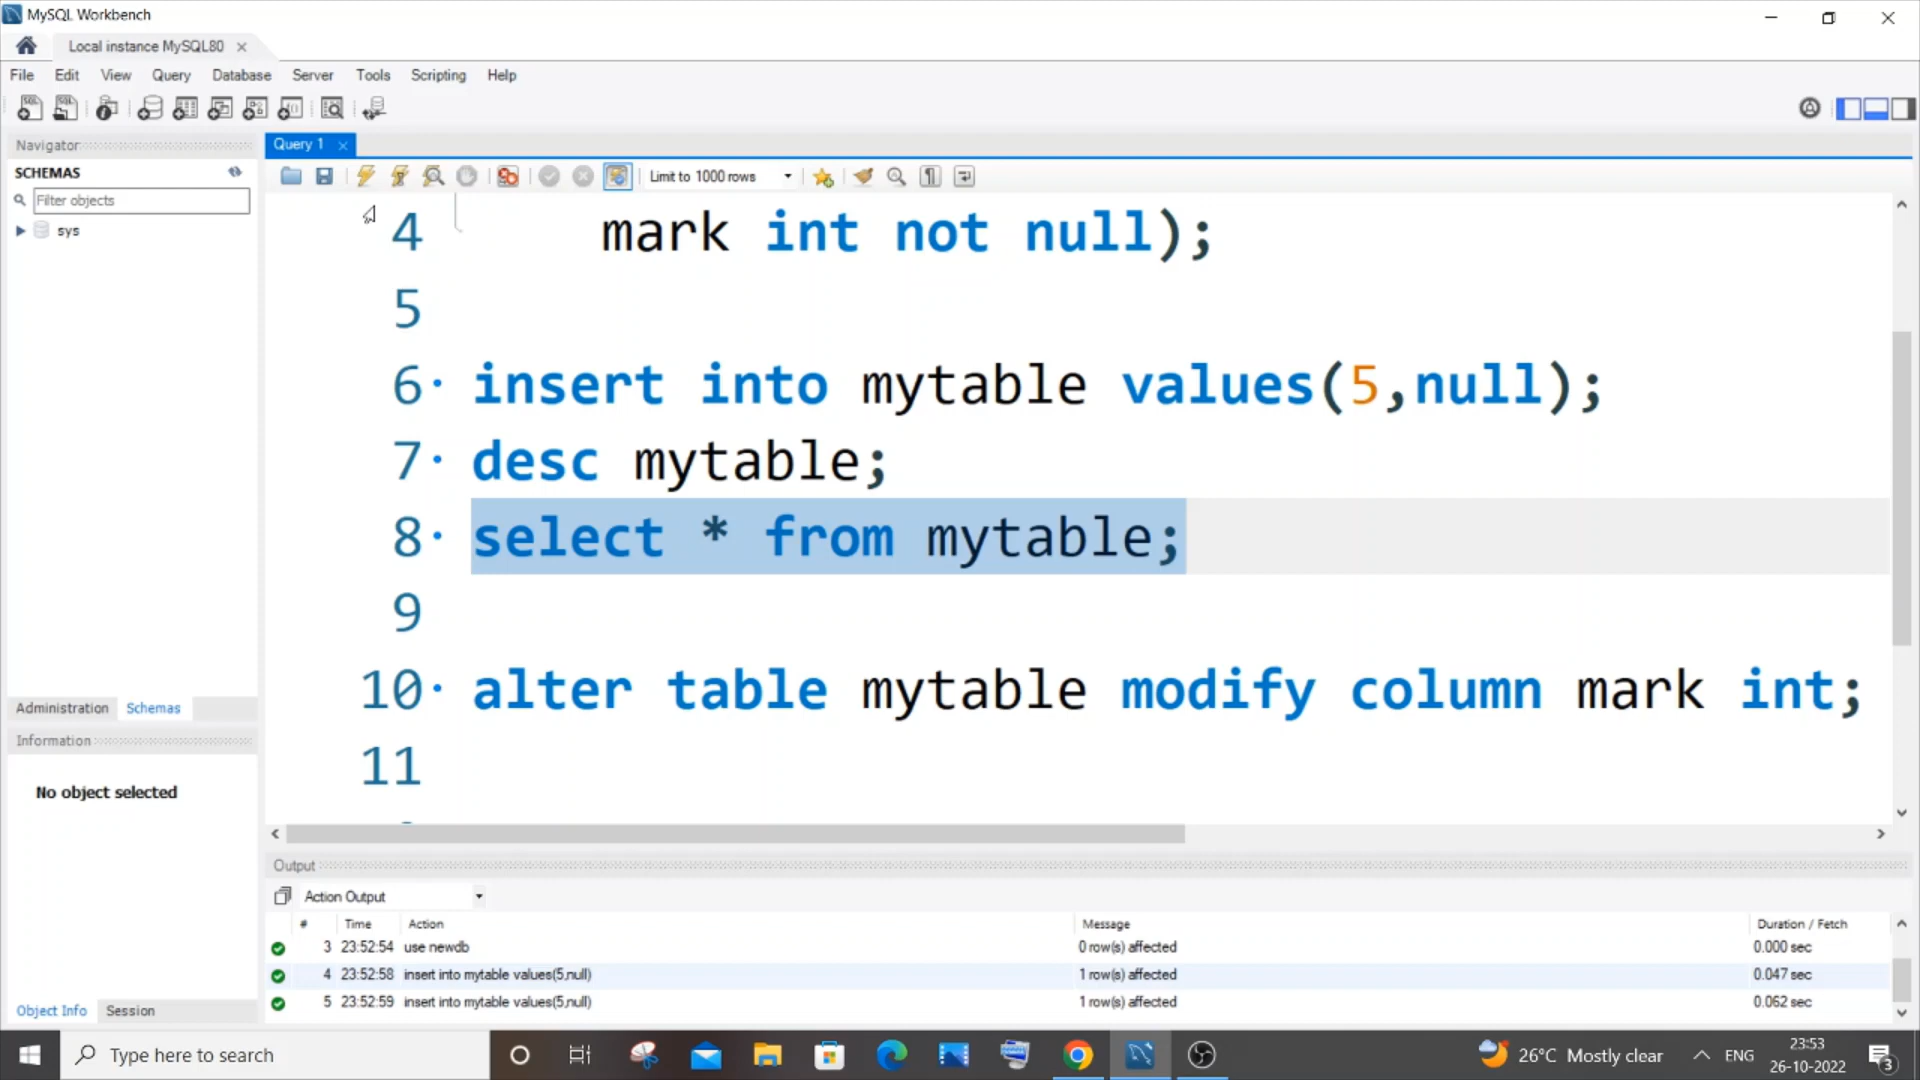 MySQL Workbench
Local instance MySQL80
File Edit View Query Database Server Tools Scripting Help
Navigator
Query 1
SCHEMAS
Filter objects
Limit to 1000 rows
sys
4 mark int not null);
5
6 insert into mytable values(5,null);
7 desc mytable;
8 select * from mytable;
9
10 alter table mytable modify column mark int;
11
Administration Schemas
Information
No object selected
Output
Action Output
# Time Action Message Duration / Fetch
3 23:52:54 use newdb 0 row(s) affected 0.000 sec
4 23:52:58 insert into mytable values(5,null) 1 row(s) affected 0.047 sec
5 23:52:59 insert into mytable values(5,null) 1 row(s) affected 0.062 sec
Object Info Session
Type here to search
26°C Mostly clear
ENG
23:53
26-10-2022
3